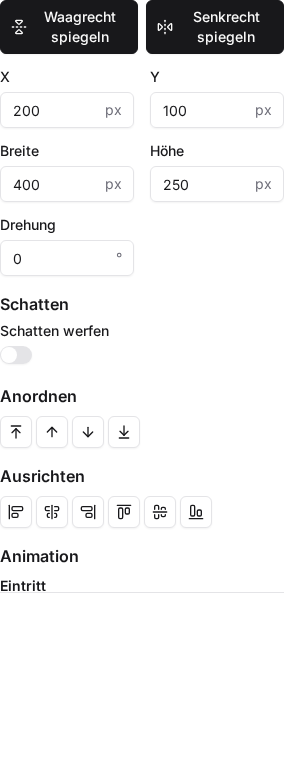 Waagrecht spiegeln
Senkrecht spiegeln
X
Y
200 px
100 px
Breite
Höhe
400 px
250 px
Drehung
0 °
Schatten
Schatten werfen
Anordnen
Ausrichten
Animation
Eintritt